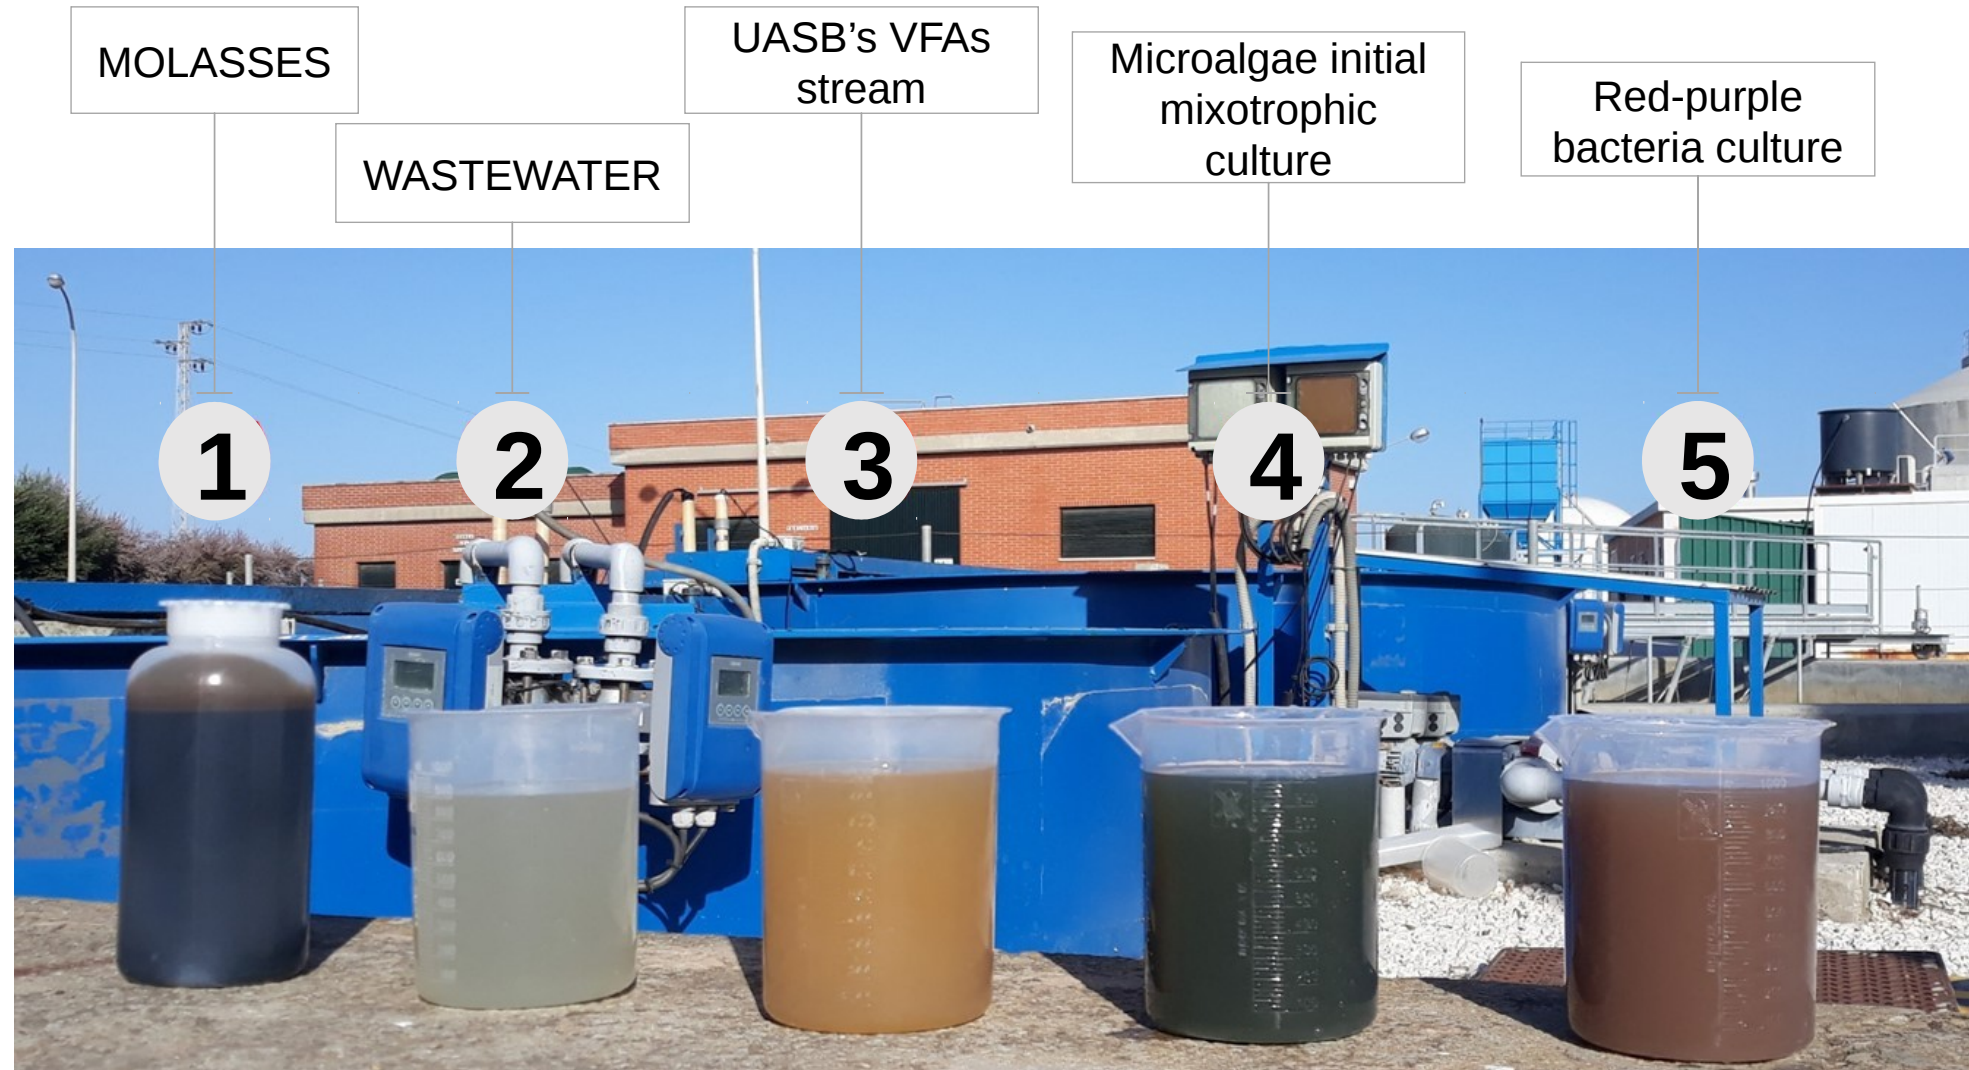 MOLASSES
WASTEWATER
UASB’s VFAs
stream
Microalgae initial
mixotrophic
culture
Red-purple
bacteria culture
1
2
3
4
5